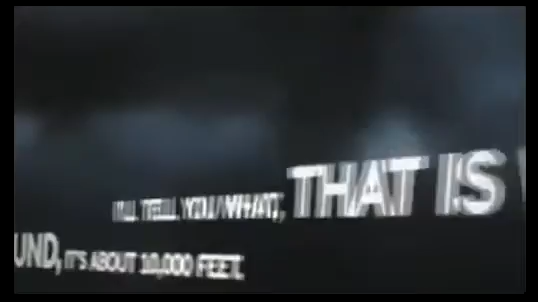 I'LL TELL YOU WHAT, THAT IS
UND, IT'S ABOUT 10,000 FEET.